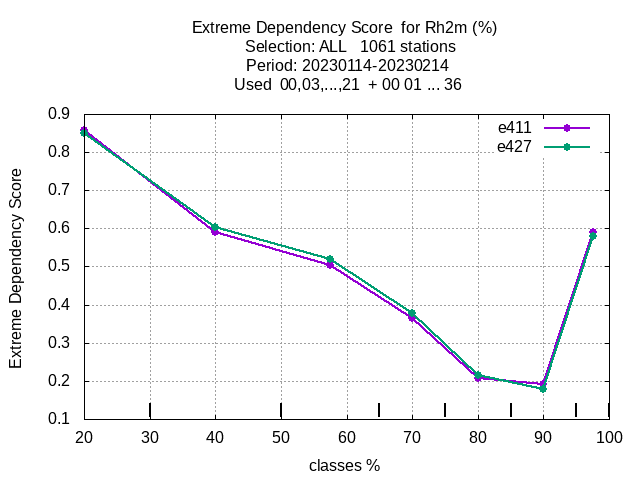 Extreme Dependency Score  for Rh2m (%)
Selection: ALL   1061 stations
Period: 20230114-20230214
Used  00,03,...,21  + 00 01 ... 36
e411
e427
Extreme Dependency Score
0.9
0.8
0.7
0.6
0.5
0.4
0.3
0.2
0.1
20 30 40 50 60 70 80 90 100
classes %